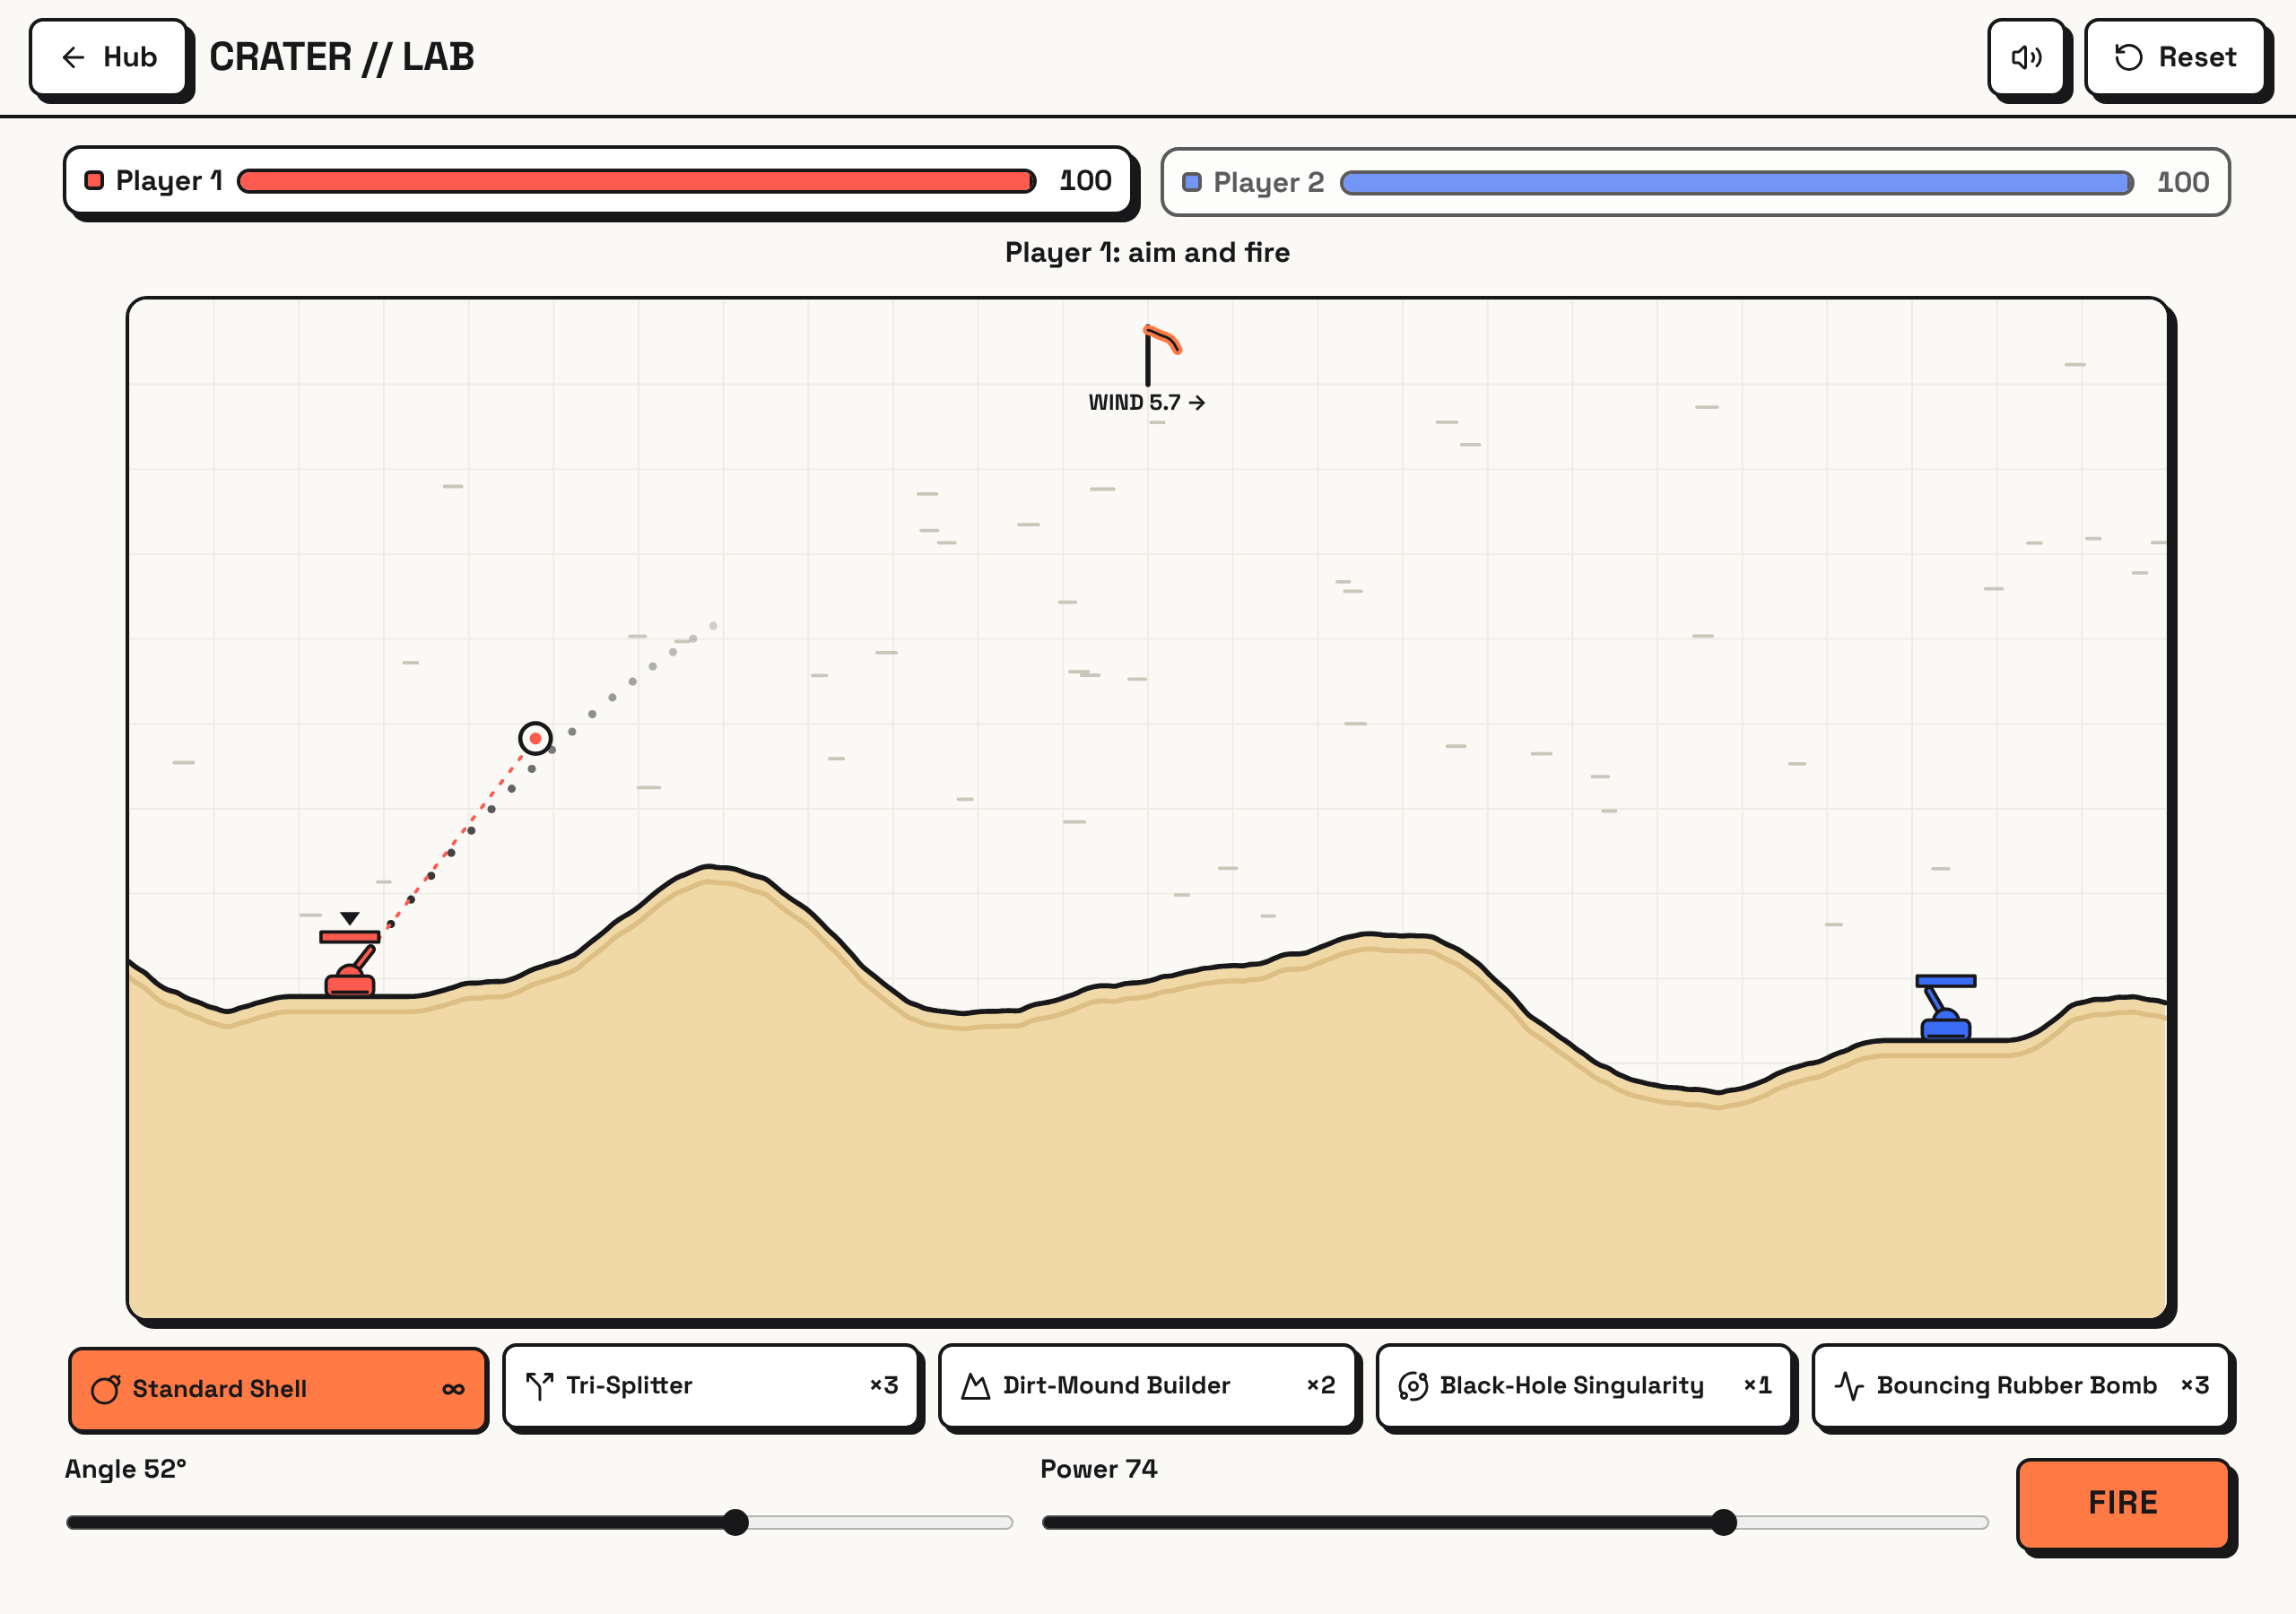 Hub
CRATER // LAB
Reset
Player 1 100
Player 2 100
Player 1: aim and fire
WIND 5.7 →
Standard Shell ∞
Tri-Splitter ×3
Dirt-Mound Builder ×2
Black-Hole Singularity ×1
Bouncing Rubber Bomb ×3
Angle 52°
Power 74
FIRE